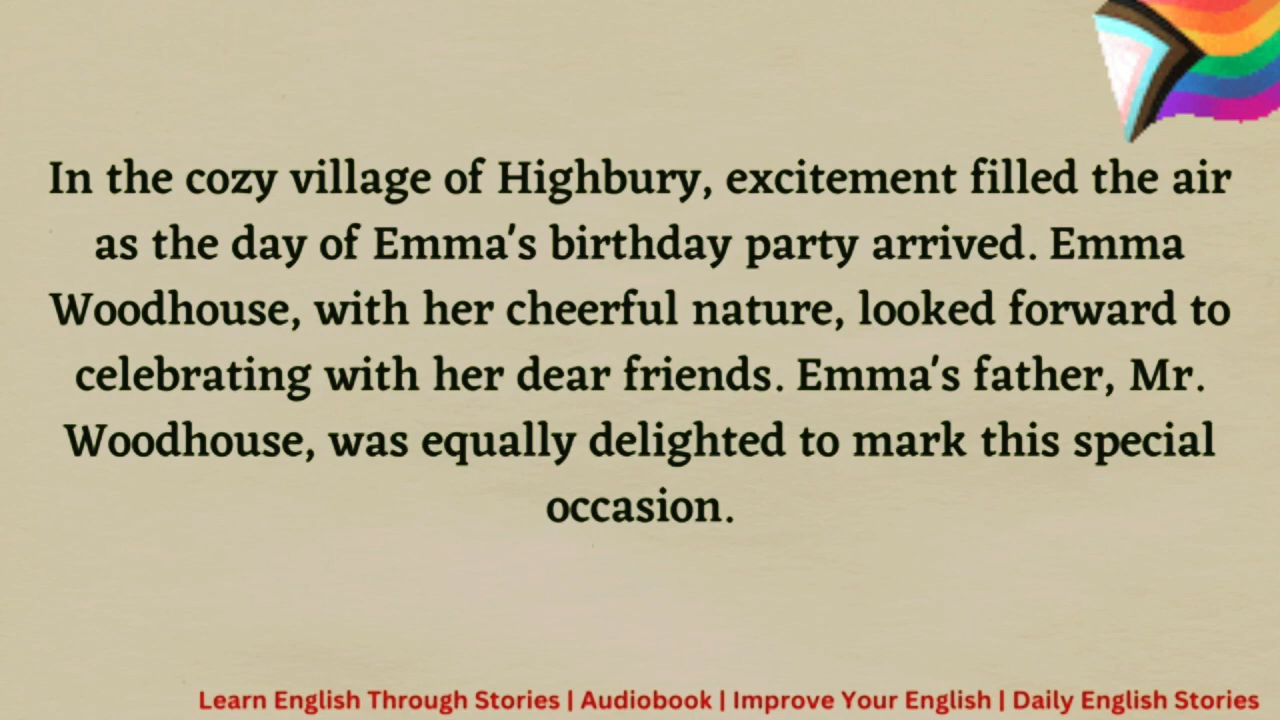 In the cozy village of Highbury, excitement filled the air
as the day of Emma's birthday party arrived. Emma
Woodhouse, with her cheerful nature, looked forward to
celebrating with her dear friends. Emma's father, Mr.
Woodhouse, was equally delighted to mark this special
occasion.
Learn English Through Stories | Audiobook | Improve Your English | Daily English Stories